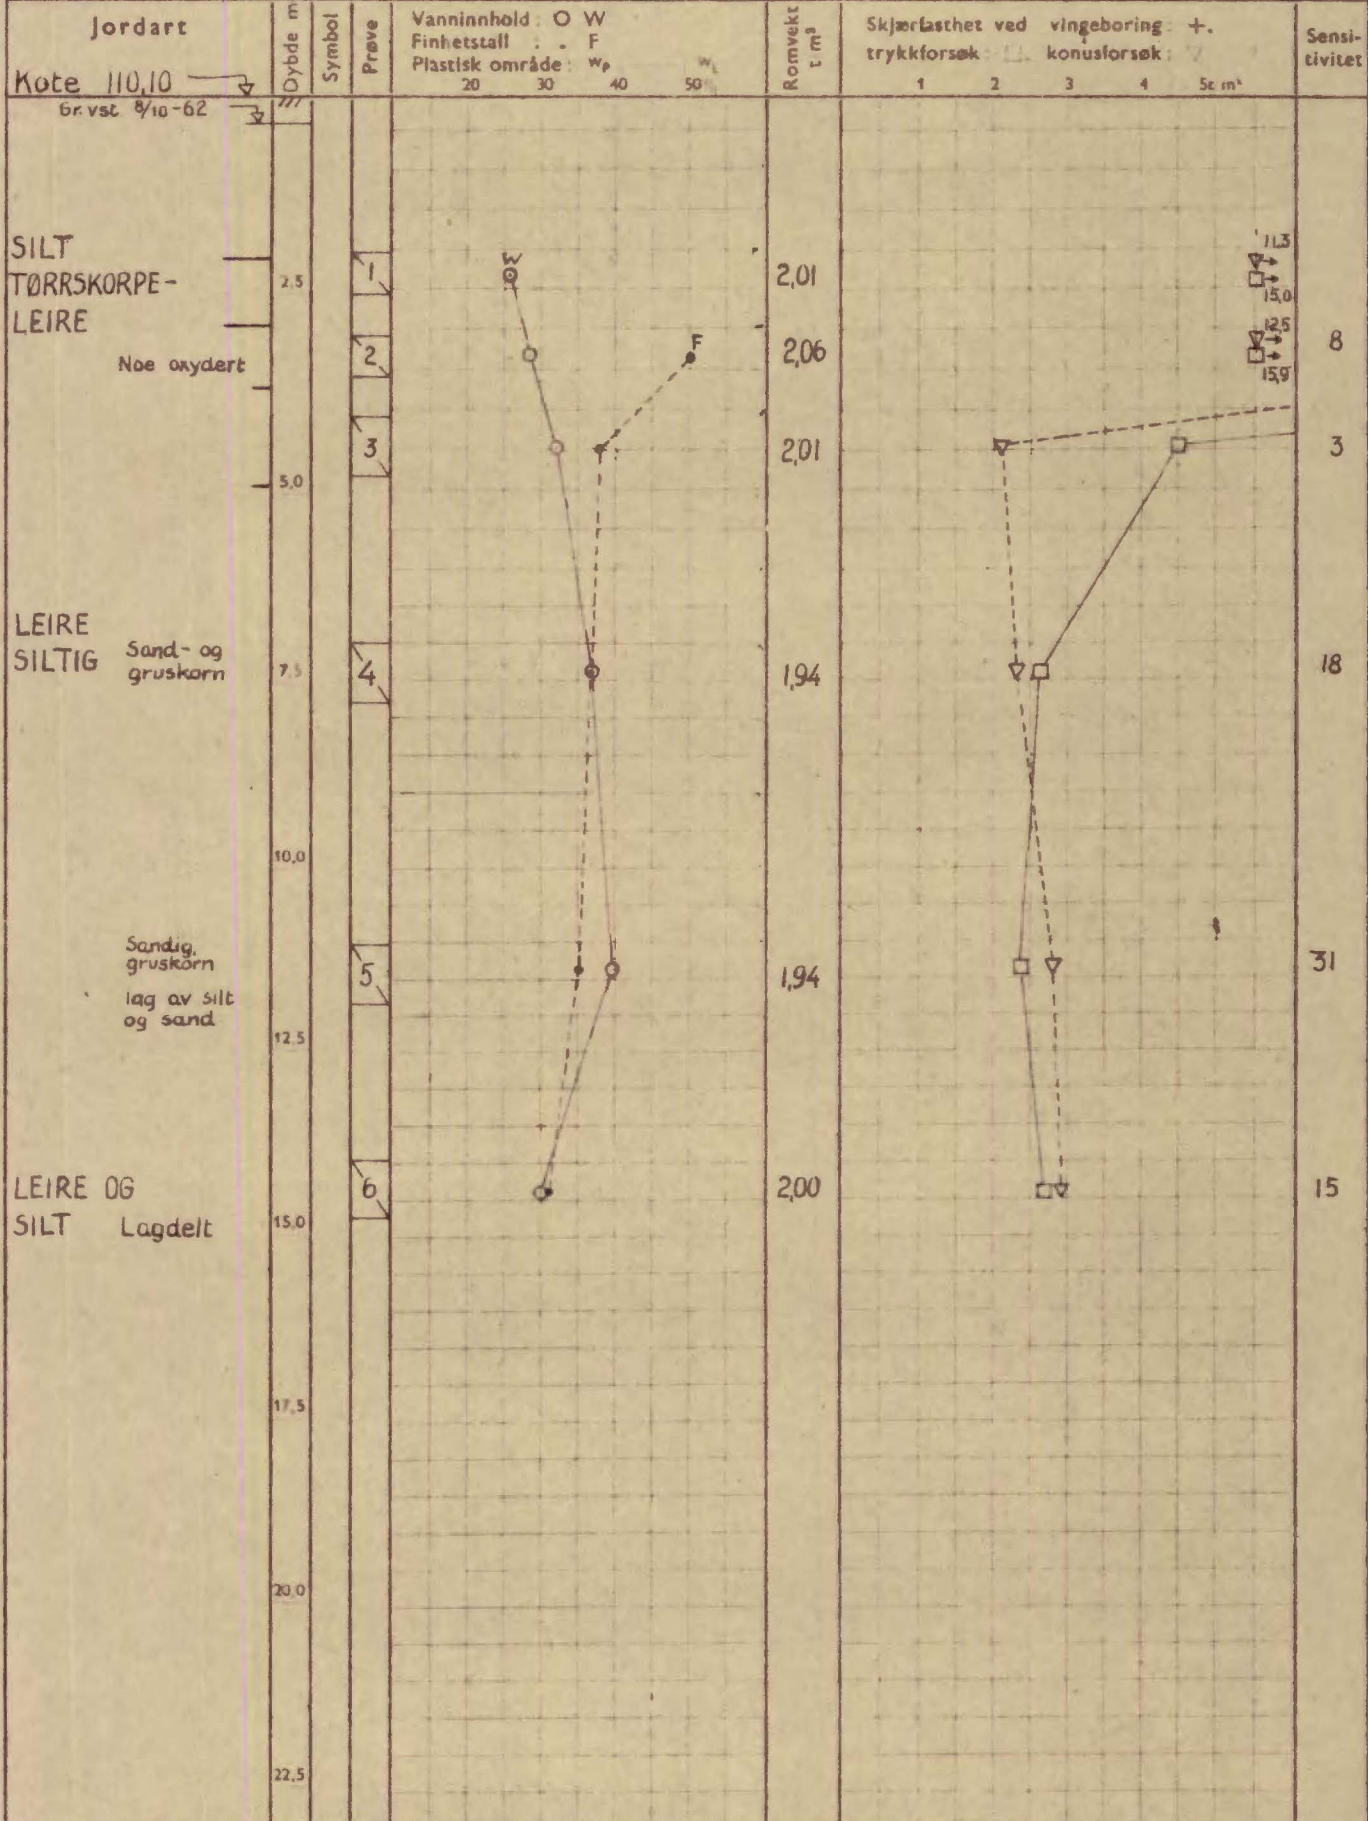 Jordart
Kote 110,10
Gr. vst 8/10-62
Dybde m
Symbol
Prøve
Vanninnhold: O W
Finhetstall : . F
Plastisk område: wp wL
20 30 40 50
Romvekt t m³
Skjærfasthet ved vingeboring: +.
trykkforsøk konusforsøk:
1 2 3 4 5t m²
Sensi-
tivitet
SILT
TØRRSKORPE-
LEIRE
Noe oxydert
LEIRE
SILTIG
Sand- og
gruskorn
Sandig,
gruskorn
lag av silt
og sand
LEIRE OG
SILT Lagdelt
2,5
5,0
7,5
10,0
12,5
15,0
17,5
20,0
22,5
1
2
3
4
5
6
W
F
2,01
2,06
2,01
1,94
1,94
2,00
11,3
15,0
12,5
15,9
8
3
18
31
15